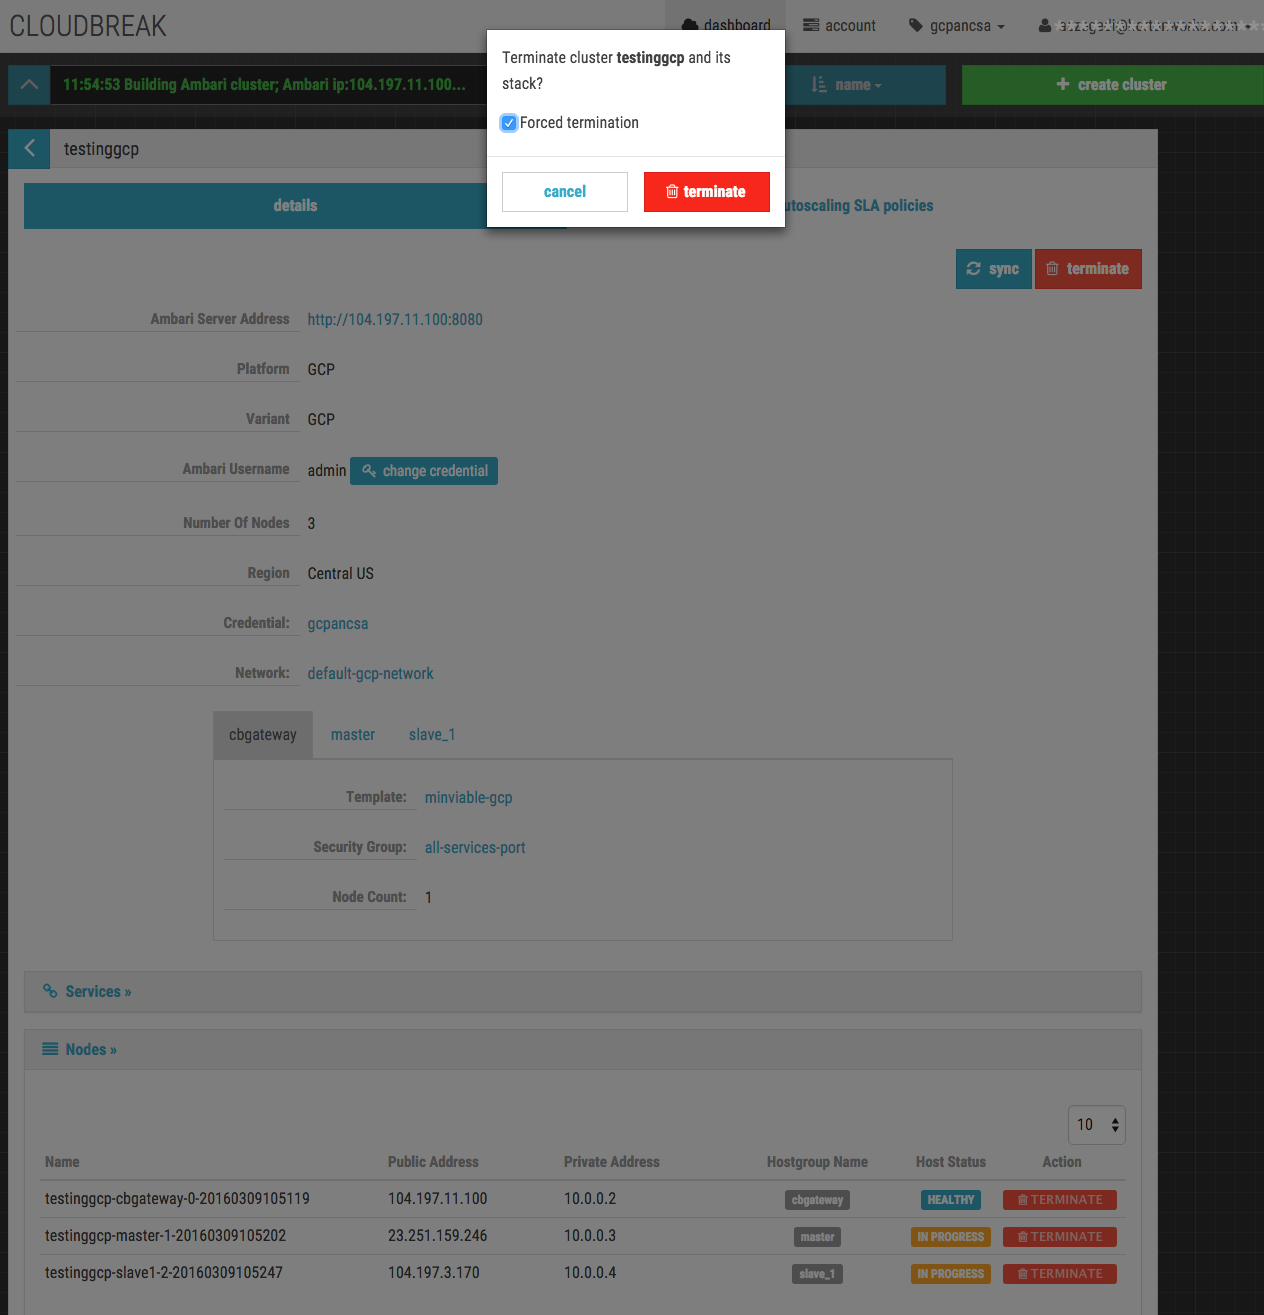 CLOUDBREAK
dashboard
account
gcpancsa
11:54:53 Building Ambari cluster; Ambari ip:104.197.11.100...
name
create cluster
Terminate cluster testinggcp and its
stack?
Forced termination
cancel
terminate
testinggcp
details
utoscaling SLA policies
sync
terminate
Ambari Server Address http://104.197.11.100:8080
Platform GCP
Variant GCP
Ambari Username admin change credential
Number Of Nodes 3
Region Central US
Credential: gcpancsa
Network: default-gcp-network
cbgateway master slave_1
Template: minviable-gcp
Security Group: all-services-port
Node Count: 1
Services »
Nodes »
10
Name Public Address Private Address Hostgroup Name Host Status Action
testinggcp-cbgateway-0-20160309105119 104.197.11.100 10.0.0.2 cbgateway HEALTHY TERMINATE
testinggcp-master-1-20160309105202 23.251.159.246 10.0.0.3 master IN PROGRESS TERMINATE
testinggcp-slave1-2-20160309105247 104.197.3.170 10.0.0.4 slave_1 IN PROGRESS TERMINATE